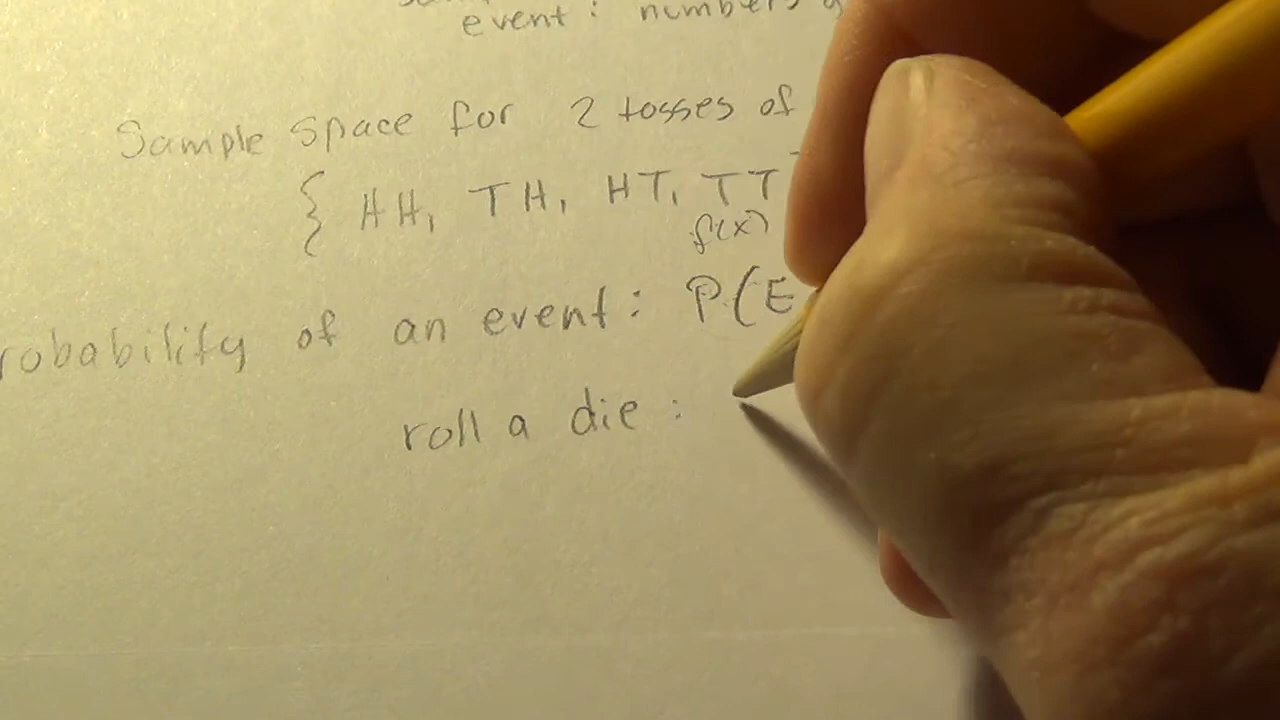 event: numbers
Sample space for 2 tosses of
{ HH, TH, HT, TT
f(x)
robability of an event: P(E
roll a die: